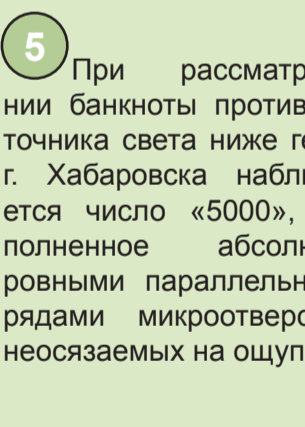 5
При рассматр
нии банкноты против
точника света ниже ге
г. Хабаровска набл
ется число «5000»,
полненное абсол
ровными параллельн
рядами микроотверс
неосязаемых на ощуп